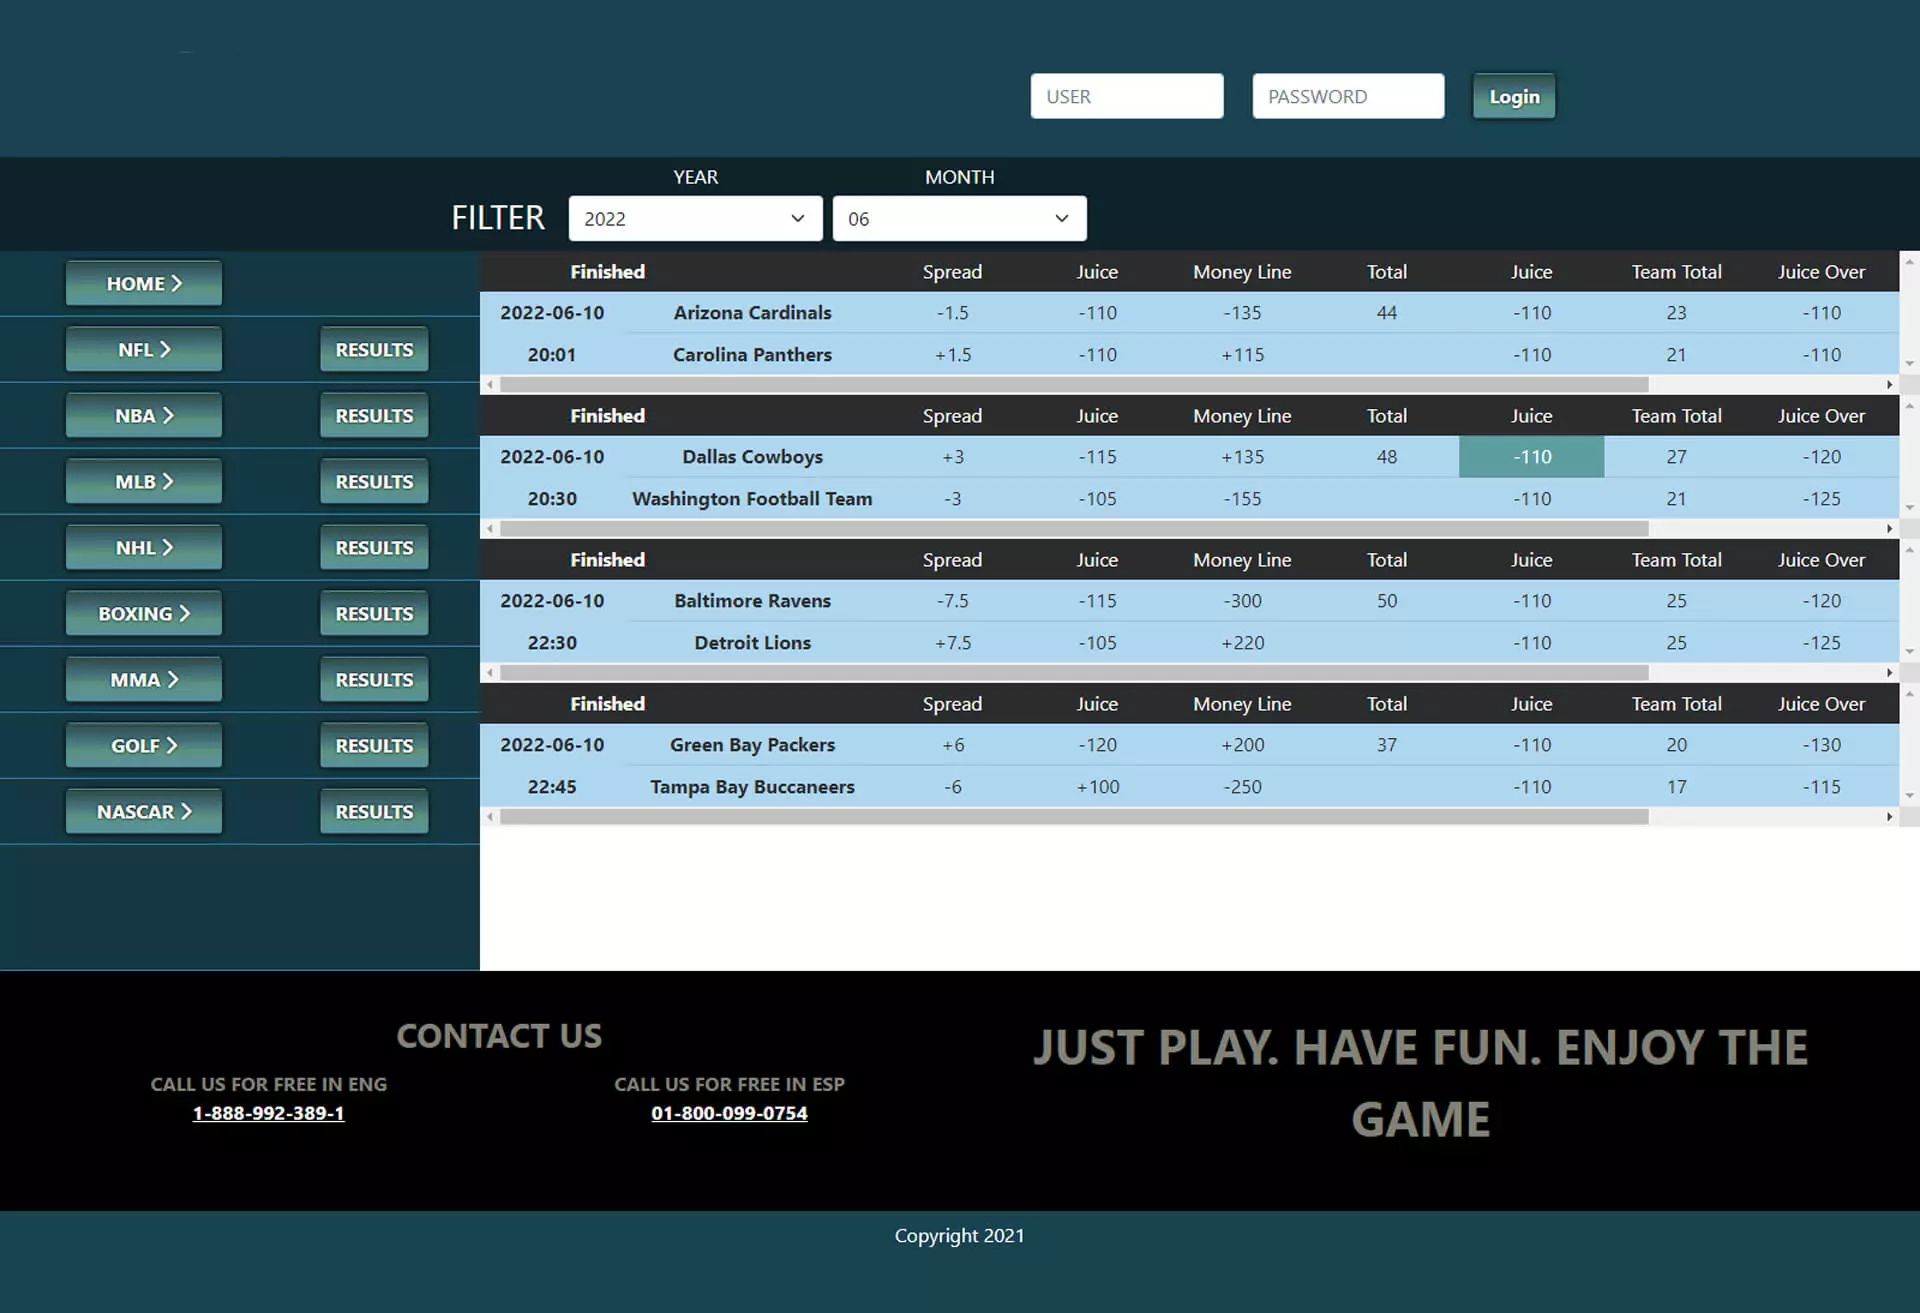 USER PASSWORD Login
YEAR MONTH
FILTER 2022 06
HOME
NFL RESULTS
NBA RESULTS
MLB RESULTS
NHL RESULTS
BOXING RESULTS
MMA RESULTS
GOLF RESULTS
NASCAR RESULTS
Finished Spread Juice Money Line Total Juice Team Total Juice Over
2022-06-10 Arizona Cardinals -1.5 -110 -135 44 -110 23 -110
20:01 Carolina Panthers +1.5 -110 +115 -110 21 -110
Finished Spread Juice Money Line Total Juice Team Total Juice Over
2022-06-10 Dallas Cowboys +3 -115 +135 48 -110 27 -120
20:30 Washington Football Team -3 -105 -155 -110 21 -125
Finished Spread Juice Money Line Total Juice Team Total Juice Over
2022-06-10 Baltimore Ravens -7.5 -115 -300 50 -110 25 -120
22:30 Detroit Lions +7.5 -105 +220 -110 25 -125
Finished Spread Juice Money Line Total Juice Team Total Juice Over
2022-06-10 Green Bay Packers +6 -120 +200 37 -110 20 -130
22:45 Tampa Bay Buccaneers -6 +100 -250 -110 17 -115
CONTACT US
CALL US FOR FREE IN ENG
1-888-992-389-1
CALL US FOR FREE IN ESP
01-800-099-0754
JUST PLAY. HAVE FUN. ENJOY THE
GAME
Copyright 2021